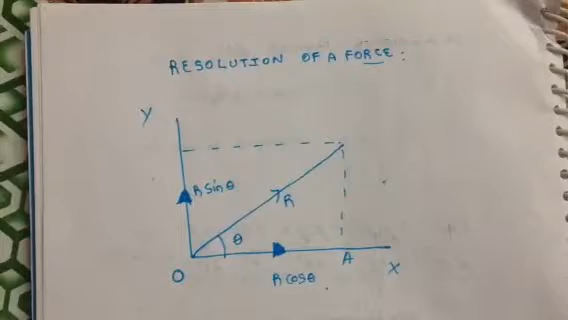 RESOLUTION OF A FORCE :
Y
R sinθ
R
θ
O
A
X
R cosθ